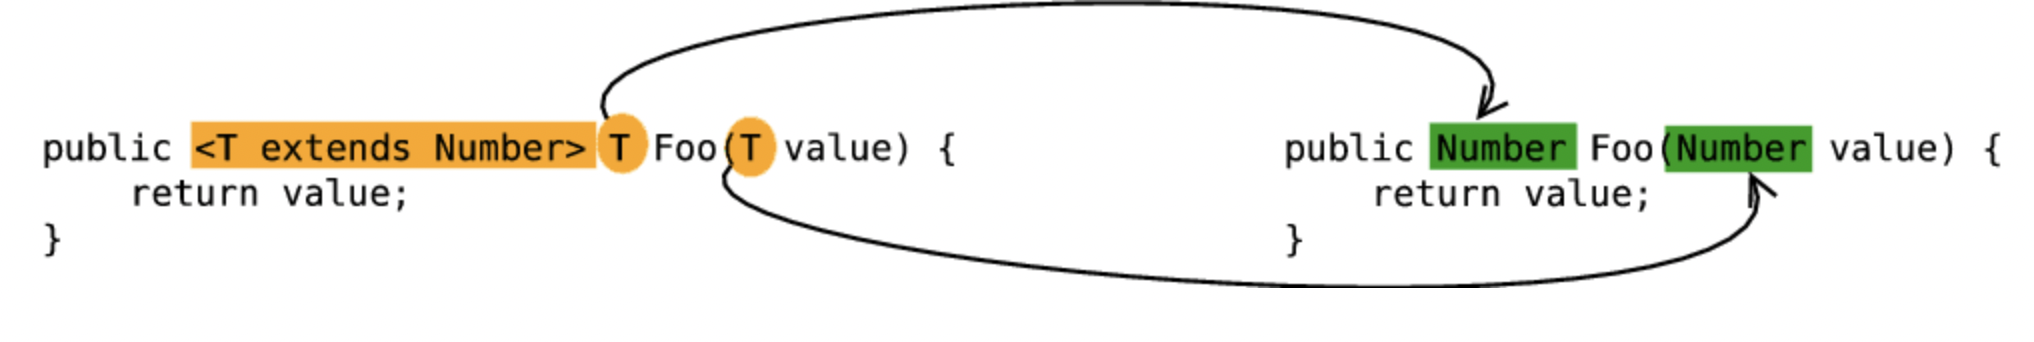 public <T extends Number> T Foo(T value) {
    return value;
}
public Number Foo(Number value) {
    return value;
}